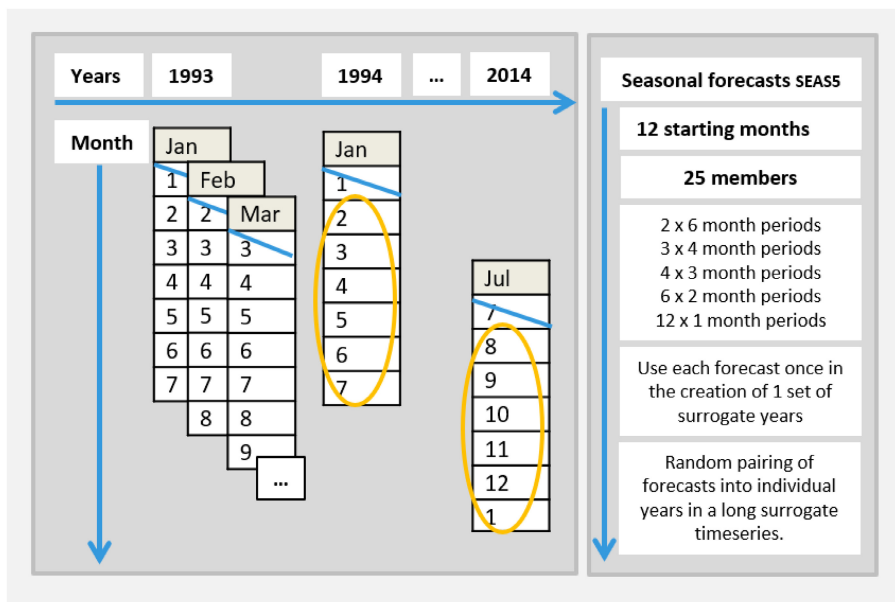 Years
1993
1994
...
2014
Month
Jan
1
2
3
4
5
6
7
Feb
2
3
4
5
6
7
8
Mar
3
4
5
6
7
8
9
...
Jan
1
2
3
4
5
6
7
Jul
7
8
9
10
11
12
1
Seasonal forecasts SEAS5
12 starting months
25 members
2 x 6 month periods
3 x 4 month periods
4 x 3 month periods
6 x 2 month periods
12 x 1 month periods
Use each forecast once in
the creation of 1 set of
surrogate years
Random pairing of
forecasts into individual
years in a long surrogate
timeseries.